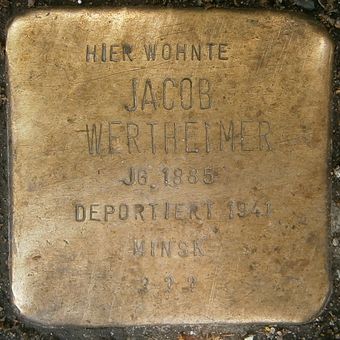 HIER WOHNTE
JACOB
WERTHEIMER
JG. 1885
DEPORTIERT 1941
MINSK
? ? ?